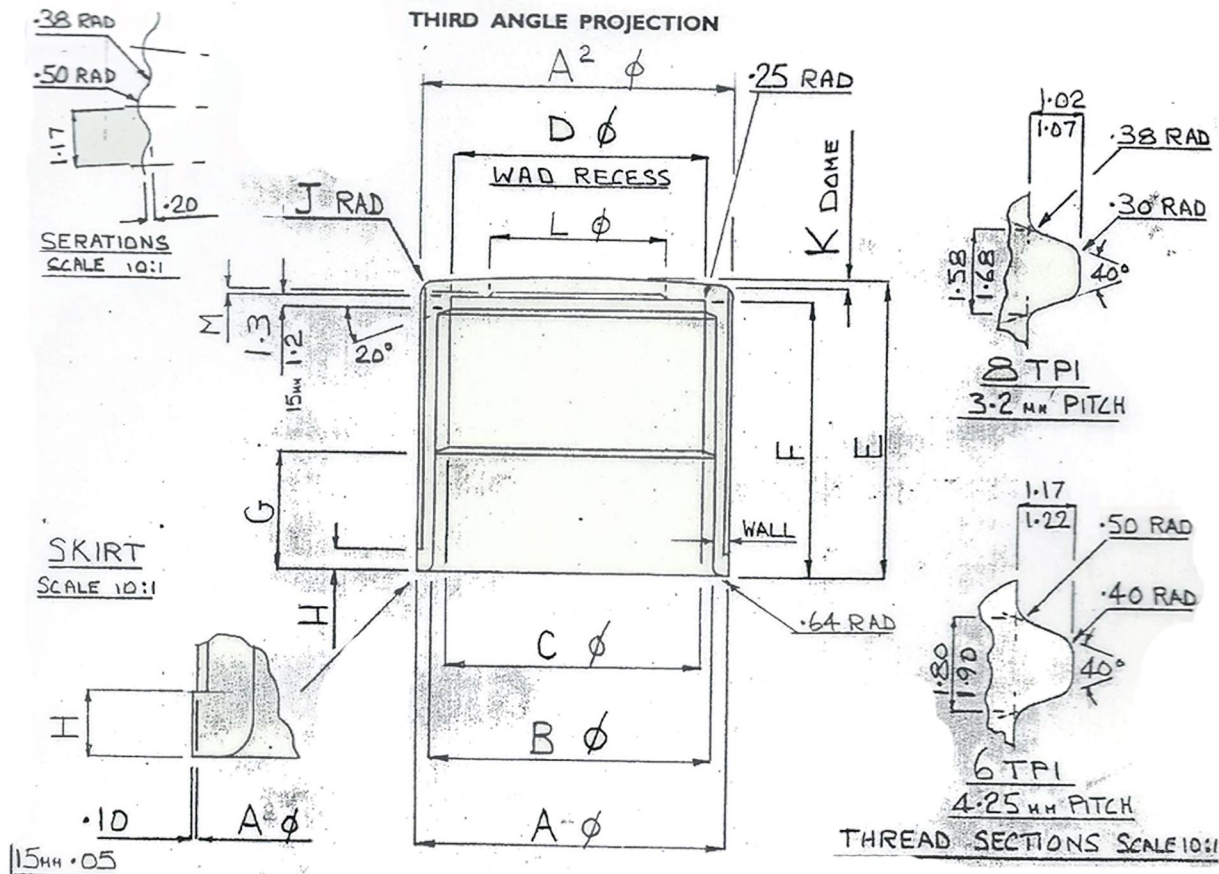 THIRD ANGLE PROJECTION
.38 RAD
.50 RAD
1.17
.20
SERATIONS
SCALE 10:1
A² φ
.25 RAD
D φ
WAD RECESS
J RAD
L φ
K DOME
M
1.3
1.2
15MM
20°
F
E
G
WALL
H
.64 RAD
C φ
B φ
A φ
SKIRT
SCALE 10:1
H
.10
A φ
15MM .05
1.02
1.07
.38 RAD
.30 RAD
1.58
1.68
40°
8 TPI
3.2 MM PITCH
1.17
1.22
.50 RAD
.40 RAD
1.80
1.90
40°
6 TPI
4.25 MM PITCH
THREAD SECTIONS SCALE 10:1